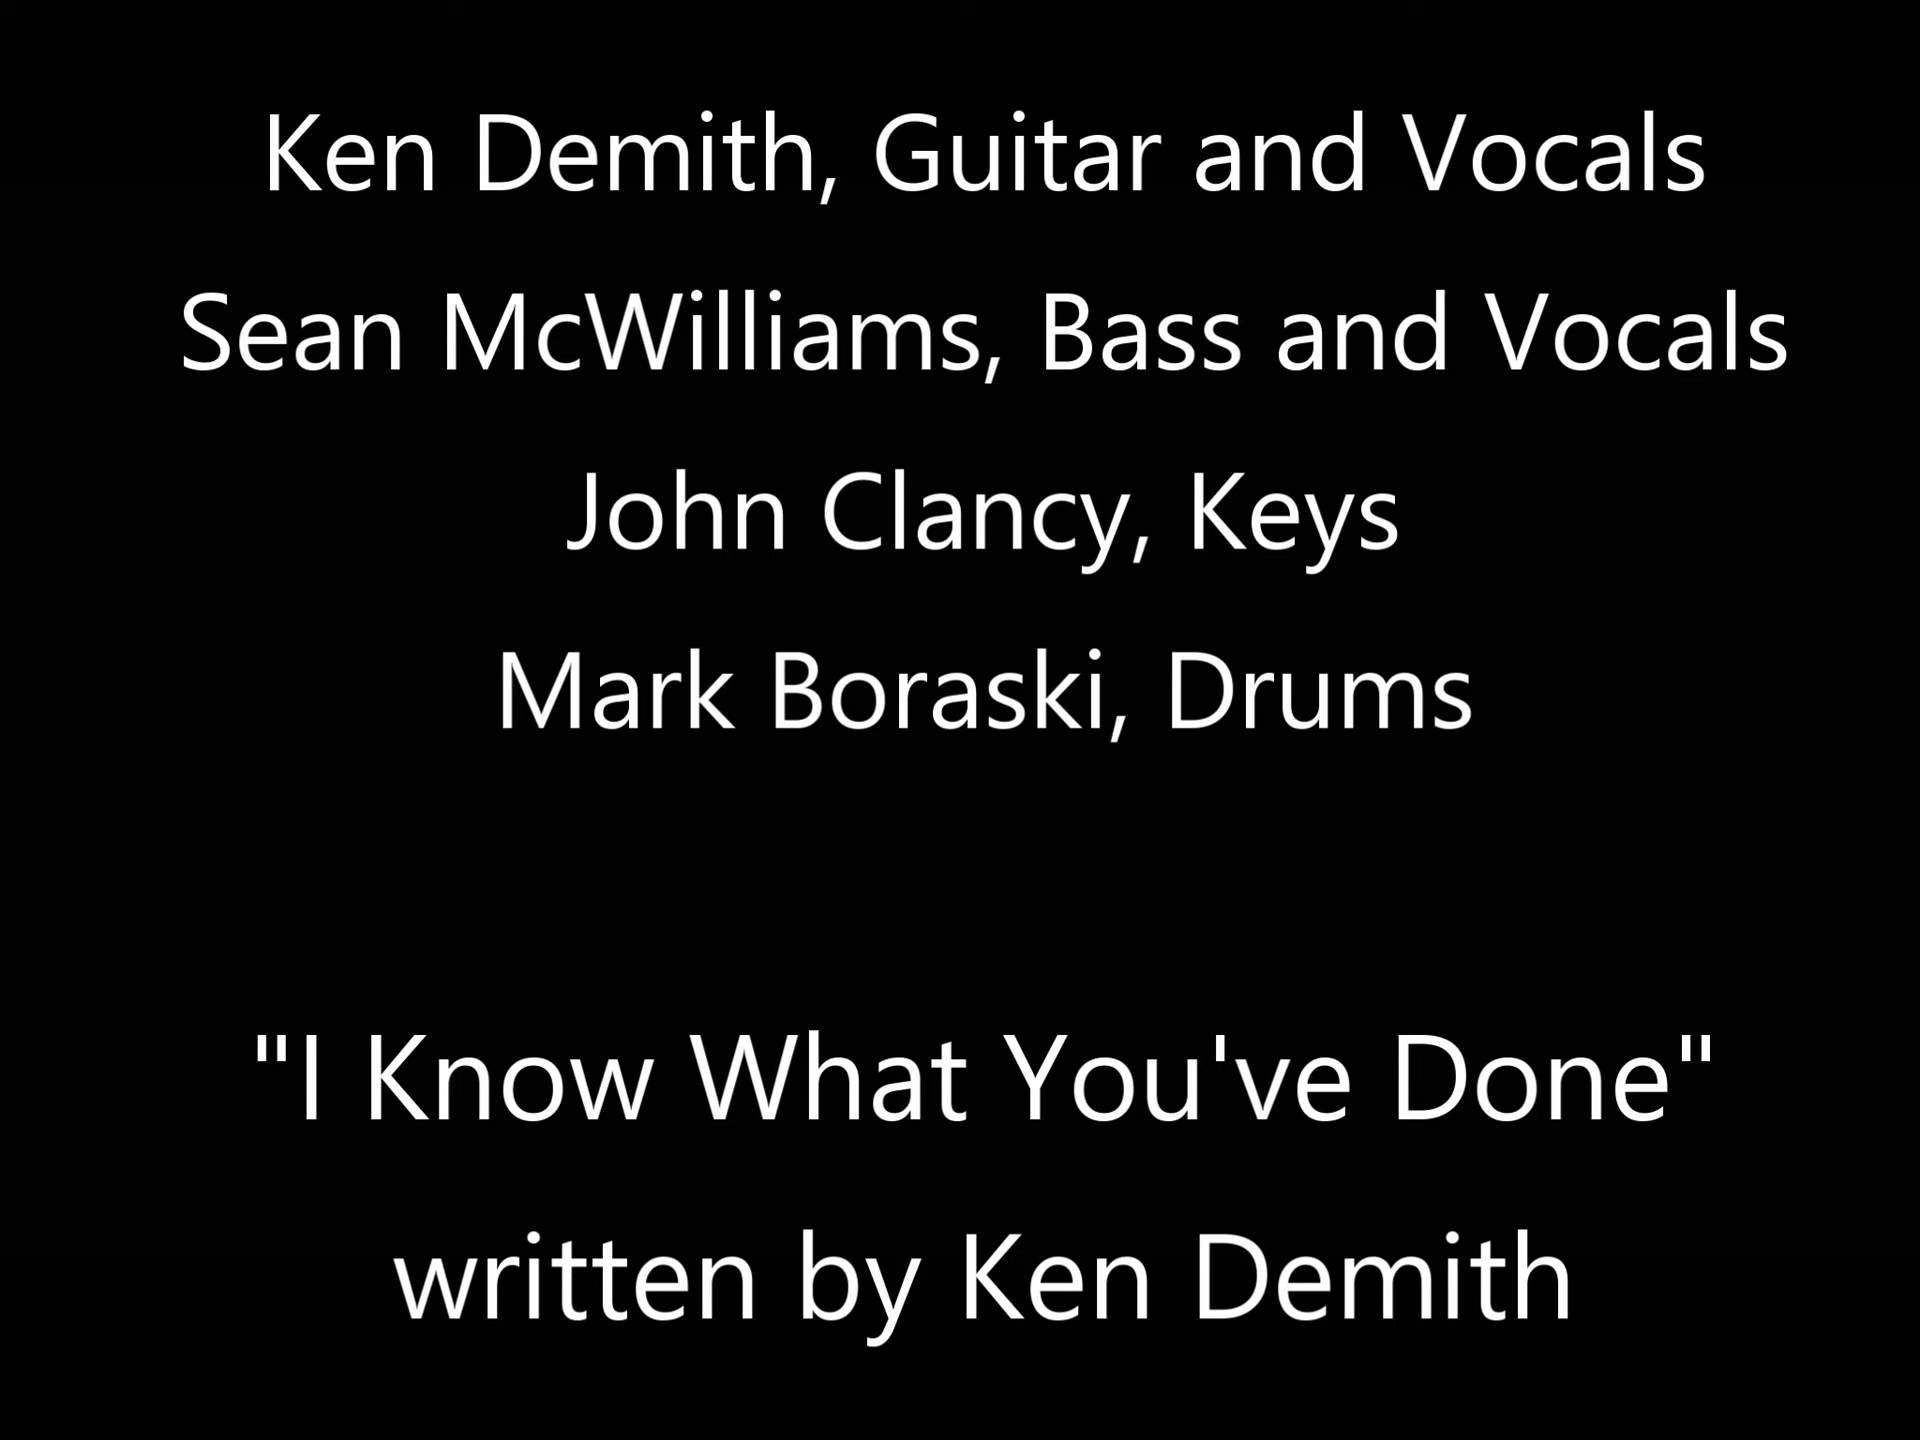 Ken Demith, Guitar and Vocals
Sean McWilliams, Bass and Vocals
John Clancy, Keys
Mark Boraski, Drums
"I Know What You've Done"
written by Ken Demith